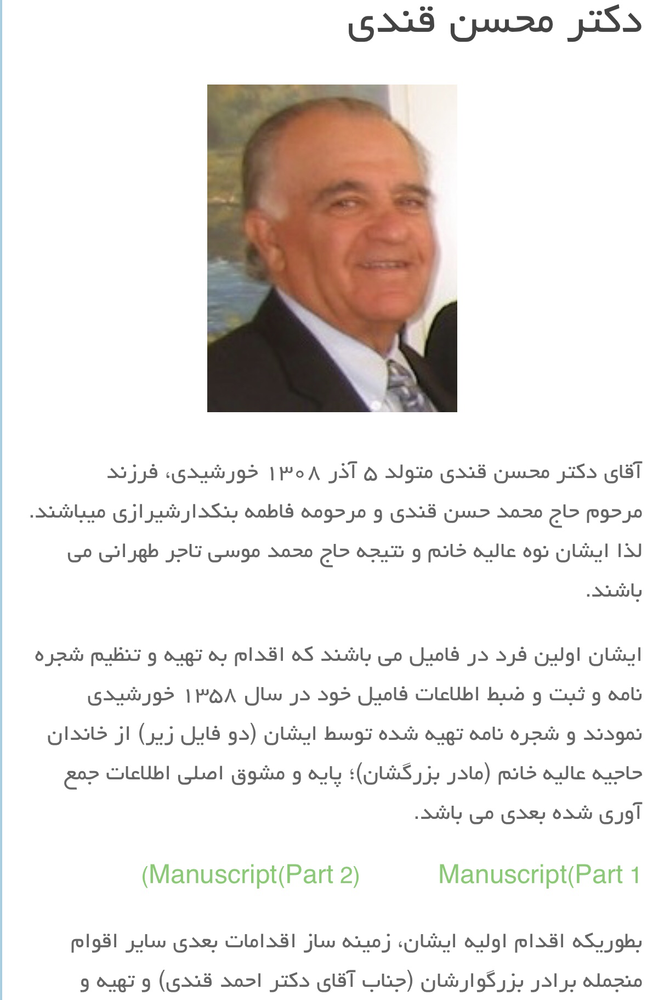 دکتر محسن قندی
آقای دکتر محسن قندی متولد ۵ آذر ۱۳۰۸ خورشیدی، فرزند
مرحوم حاج محمد حسن قندی و مرحومه فاطمه بنکدارشیرازی میباشند.
لذا ایشان نوه عالیه خانم و نتیجه حاج محمد موسی تاجر طهرانی می
باشند.
ایشان اولین فرد در فامیل می باشند که اقدام به تهیه و تنظیم شجره
نامه و ثبت و ضبط اطلاعات فامیل خود در سال ۱۳۵۸ خورشیدی
نمودند و شجره نامه تهیه شده توسط ایشان (دو فایل زیر) از خاندان
حاجیه عالیه خانم (مادر بزرگشان)؛ پایه و مشوق اصلی اطلاعات جمع
آوری شده بعدی می باشد.
Manuscript(Part 1 (Manuscript(Part 2)
بطوریکه اقدام اولیه ایشان، زمینه ساز اقدامات بعدی سایر اقوام
منجمله برادر بزرگوارشان (جناب آقای دکتر احمد قندی) و تهیه و